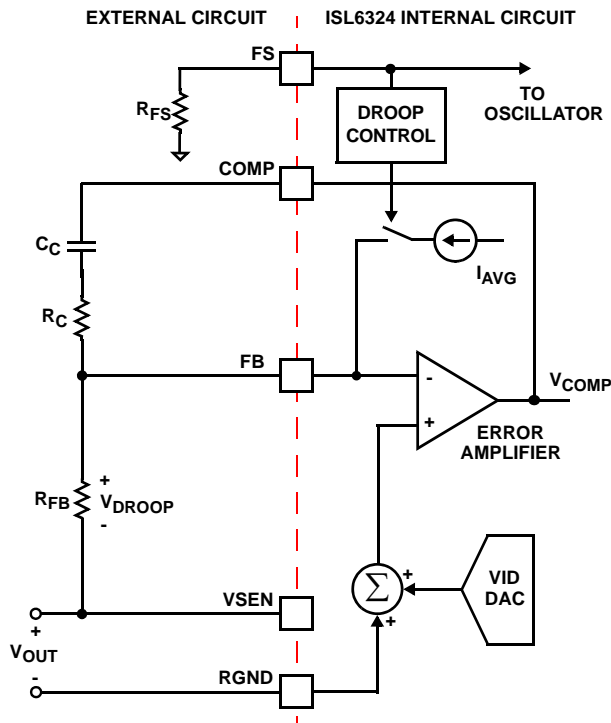 EXTERNAL CIRCUIT
ISL6324 INTERNAL CIRCUIT
FS
RFS
TO
OSCILLATOR
DROOP
CONTROL
COMP
CC
IAVG
RC
FB
-
+
VCOMP
ERROR
AMPLIFIER
RFB
+
VDROOP
-
VSEN
Σ
+
+
VID
DAC
+
VOUT
-
RGND